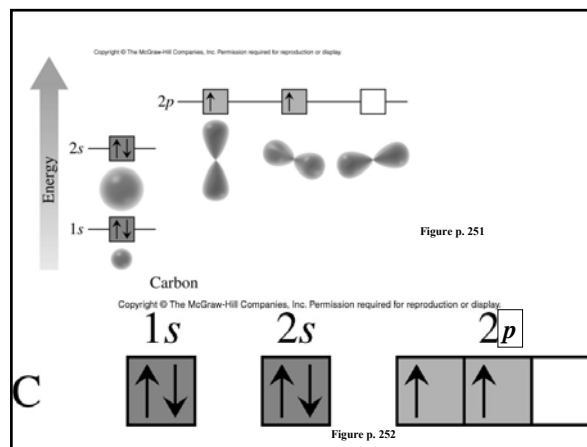 Copyright © The McGraw-Hill Companies, Inc. Permission required for reproduction or display.
2p
2s
Energy
1s
Figure p. 251
Carbon
Copyright © The McGraw-Hill Companies, Inc. Permission required for reproduction or display.
1s 2s 2p
C
Figure p. 252